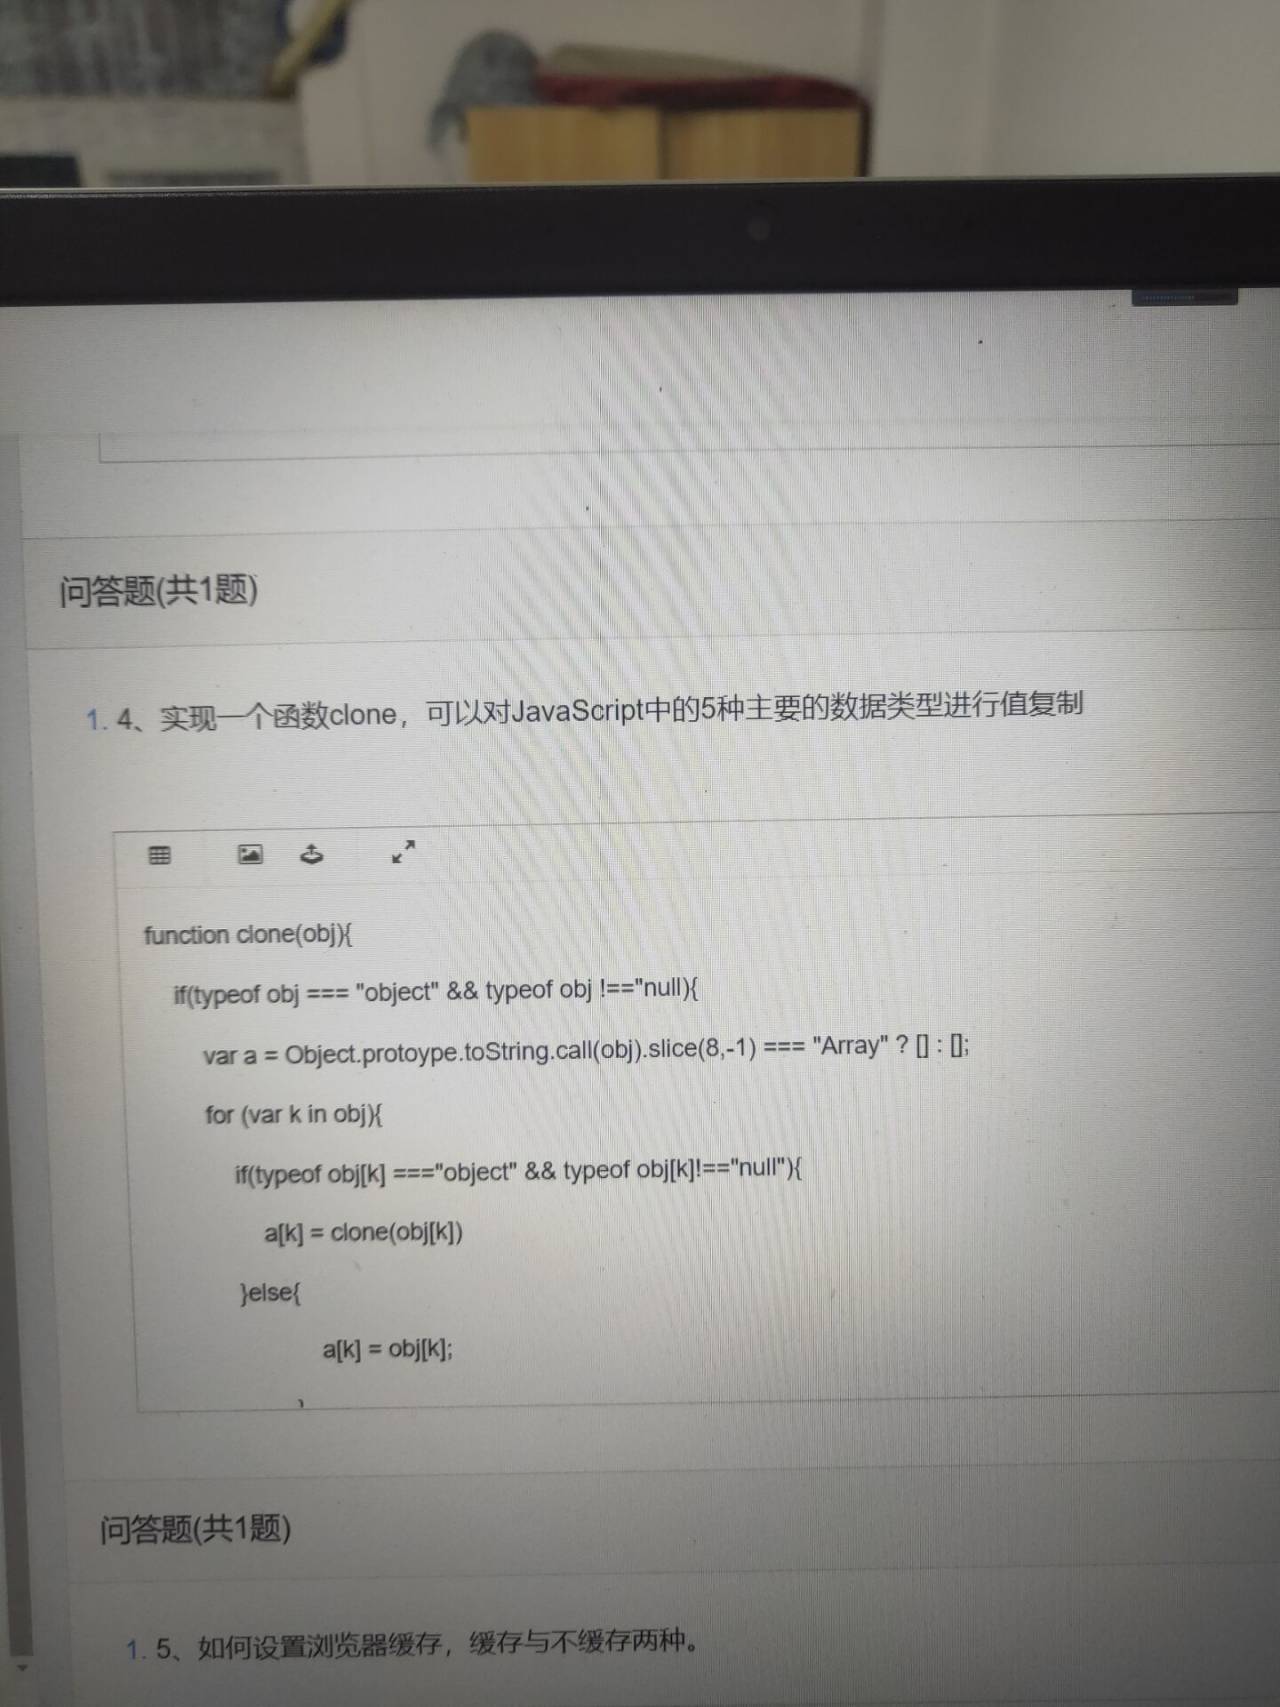 问答题(共1题)
1. 4、实现一个函数clone，可以对JavaScript中的5种主要的数据类型进行值复制
function clone(obj){
if(typeof obj === "object" && typeof obj !=="null){
var a = Object.protoype.toString.call(obj).slice(8,-1) === "Array" ? [] : [];
for (var k in obj){
if(typeof obj[k] ==="object" && typeof obj[k]!=="null"){
a[k] = clone(obj[k])
}else{
a[k] = obj[k];
问答题(共1题)
1. 5、如何设置浏览器缓存，缓存与不缓存两种。